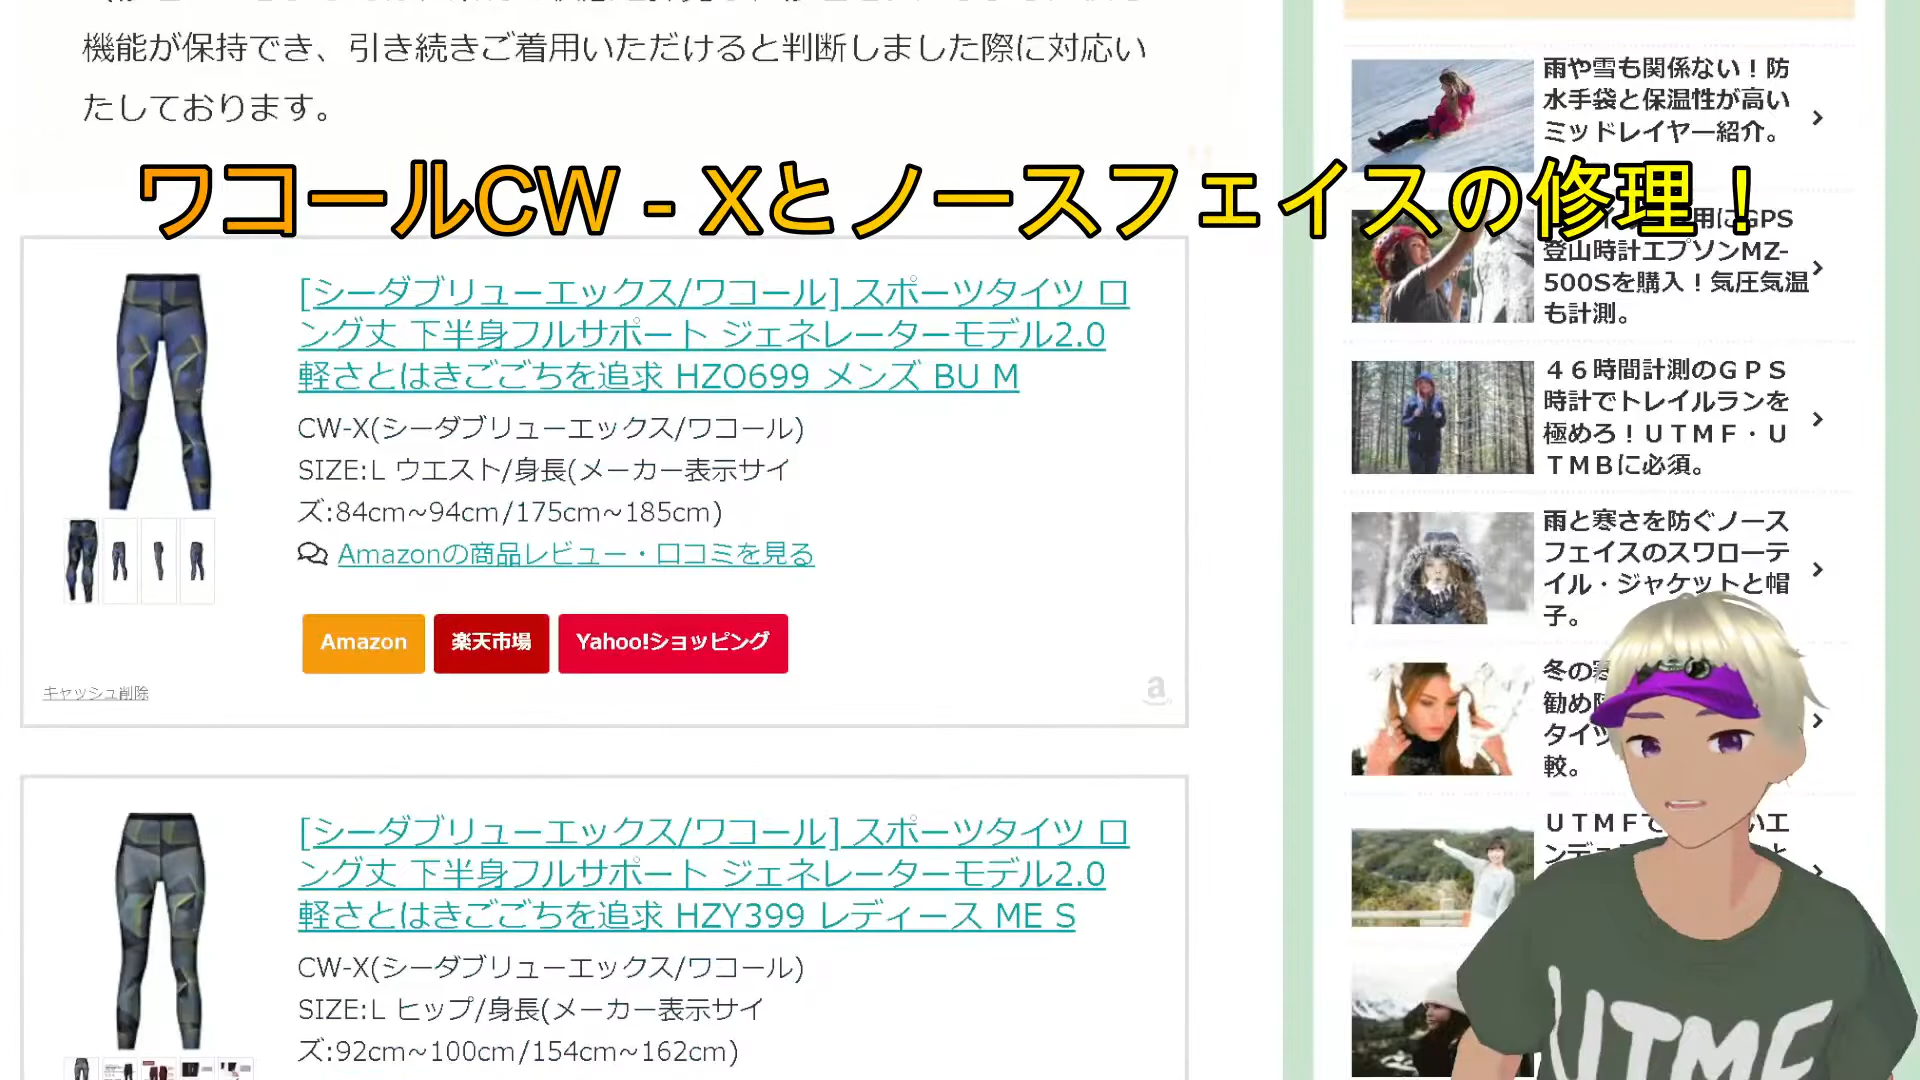 機能が保持でき、引き続きご着用いただけると判断しました際に対応い
たしております。
ワコールCW - Xとノースフェイスの修理！
[シーダブリューエックス/ワコール] スポーツタイツ ロ
ング丈 下半身フルサポート ジェネレーターモデル2.0
軽さとはきごごちを追求 HZO699 メンズ BU M
CW-X(シーダブリューエックス/ワコール)
SIZE:L ウエスト/身長(メーカー表示サイ
ズ:84cm~94cm/175cm~185cm)
Amazonの商品レビュー・口コミを見る
Amazon
楽天市場
Yahoo!ショッピング
キャッシュ削除
a
[シーダブリューエックス/ワコール] スポーツタイツ ロ
ング丈 下半身フルサポート ジェネレーターモデル2.0
軽さとはきごごちを追求 HZY399 レディース ME S
CW-X(シーダブリューエックス/ワコール)
SIZE:L ヒップ/身長(メーカー表示サイ
ズ:92cm~100cm/154cm~162cm)
雨や雪も関係ない！防
水手袋と保温性が高い
ミッドレイヤー紹介。
用にGPS
登山時計エプソンMZ-
500Sを購入！気圧気温
も計測。
４６時間計測のＧＰＳ
時計でトレイルランを
極めろ！ＵＴＭＦ・Ｕ
ＴＭＢに必須。
雨と寒さを防ぐノース
フェイスのスワローテ
イル・ジャケットと帽
子。
冬の寒
勧め
タイツ
較。
ＵＴＭＦで
いエ
UTMF